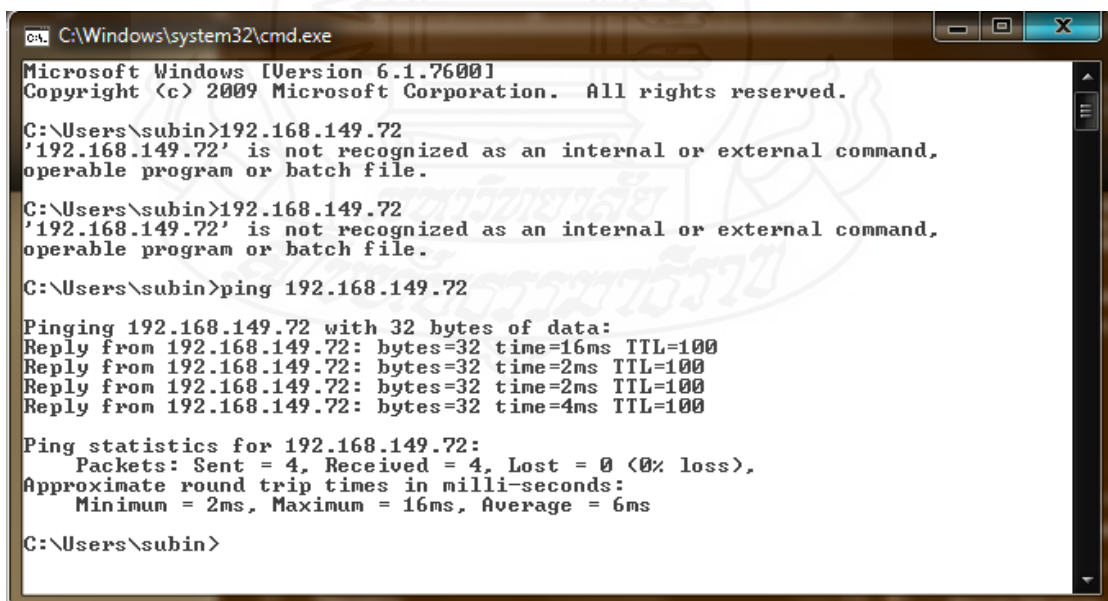 C:\Windows\system32\cmd.exe
Microsoft Windows [Version 6.1.7600]
Copyright (c) 2009 Microsoft Corporation.  All rights reserved.
C:\Users\subin>192.168.149.72
'192.168.149.72' is not recognized as an internal or external command,
operable program or batch file.
C:\Users\subin>192.168.149.72
'192.168.149.72' is not recognized as an internal or external command,
operable program or batch file.
C:\Users\subin>ping 192.168.149.72
Pinging 192.168.149.72 with 32 bytes of data:
Reply from 192.168.149.72: bytes=32 time=16ms TTL=100
Reply from 192.168.149.72: bytes=32 time=2ms TTL=100
Reply from 192.168.149.72: bytes=32 time=2ms TTL=100
Reply from 192.168.149.72: bytes=32 time=4ms TTL=100
Ping statistics for 192.168.149.72:
    Packets: Sent = 4, Received = 4, Lost = 0 (0% loss),
Approximate round trip times in milli-seconds:
    Minimum = 2ms, Maximum = 16ms, Average = 6ms
C:\Users\subin>